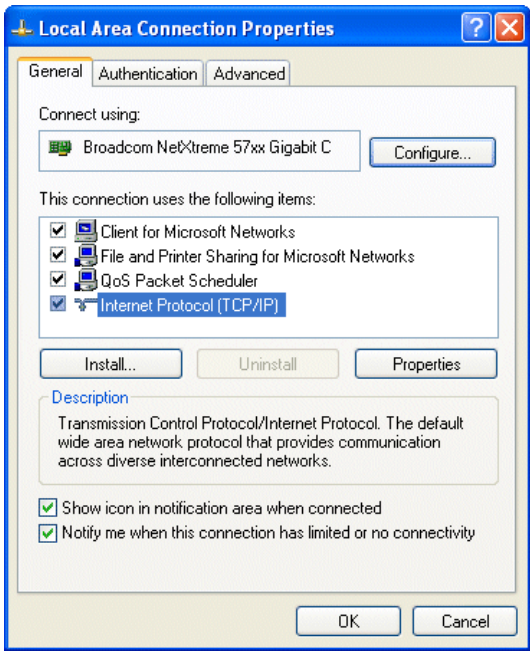 Local Area Connection Properties
General Authentication Advanced
Connect using:
Broadcom NetXtreme 57xx Gigabit C
Configure...
This connection uses the following items:
Client for Microsoft Networks
File and Printer Sharing for Microsoft Networks
QoS Packet Scheduler
Internet Protocol (TCP/IP)
Install... Uninstall Properties
Description
Transmission Control Protocol/Internet Protocol. The default
wide area network protocol that provides communication
across diverse interconnected networks.
Show icon in notification area when connected
Notify me when this connection has limited or no connectivity
OK Cancel